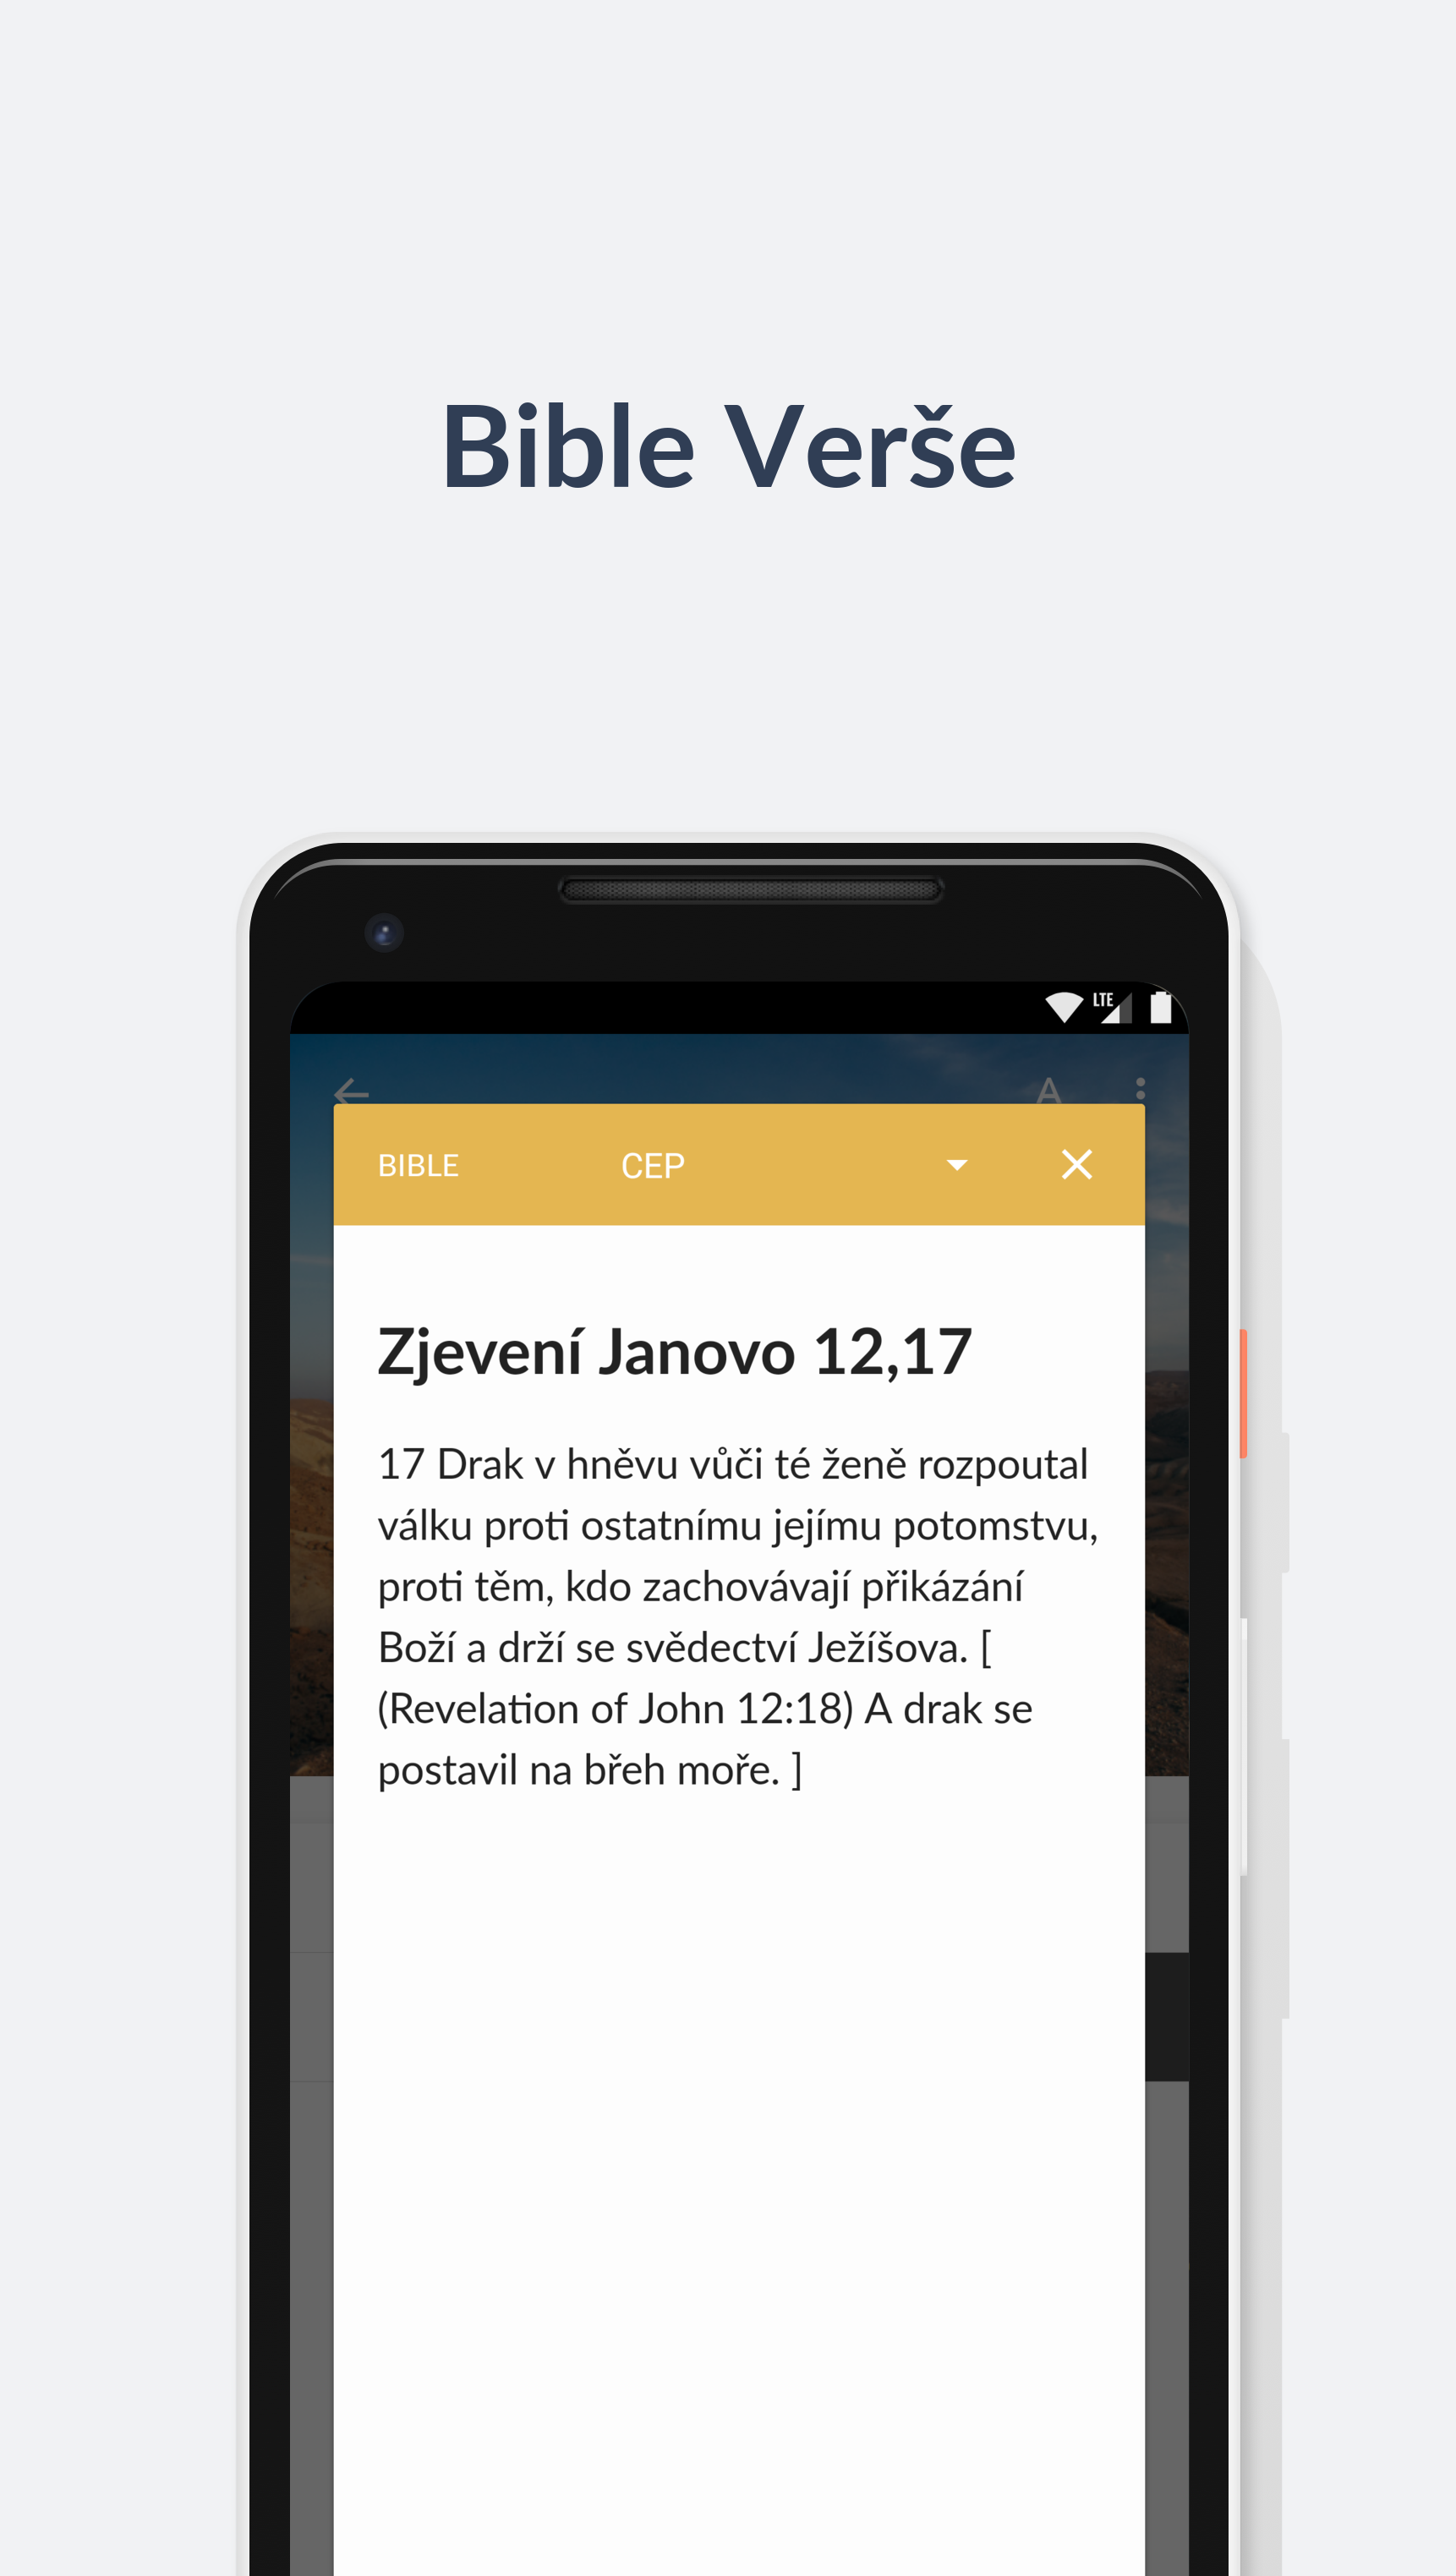 Bible Verše
LTE
A
BIBLE CEP
Zjevení Janovo 12,17
17 Drak v hněvu vůči té ženě rozpoutal
válku proti ostatnímu jejímu potomstvu,
proti těm, kdo zachovávají přikázání
Boží a drží se svědectví Ježíšova. [
(Revelation of John 12:18) A drak se
postavil na břeh moře. ]